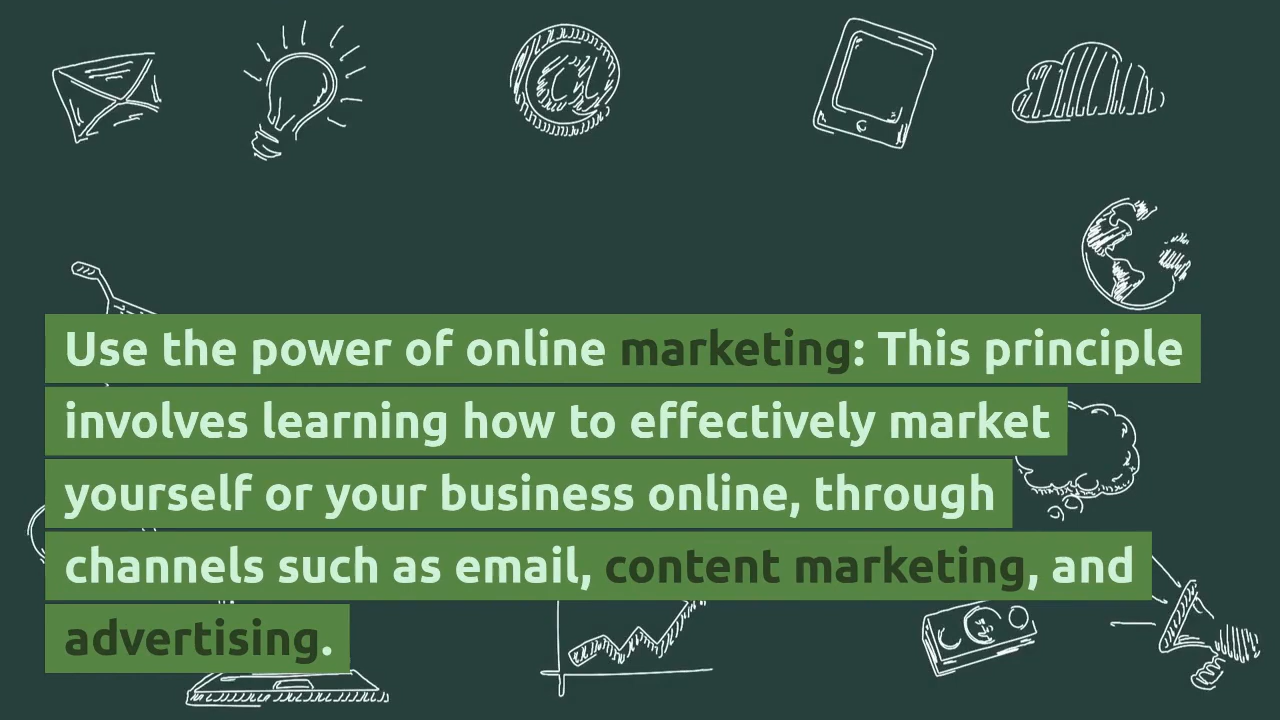 Use the power of online marketing: This principle
involves learning how to effectively market
yourself or your business online, through
channels such as email, content marketing, and
advertising.